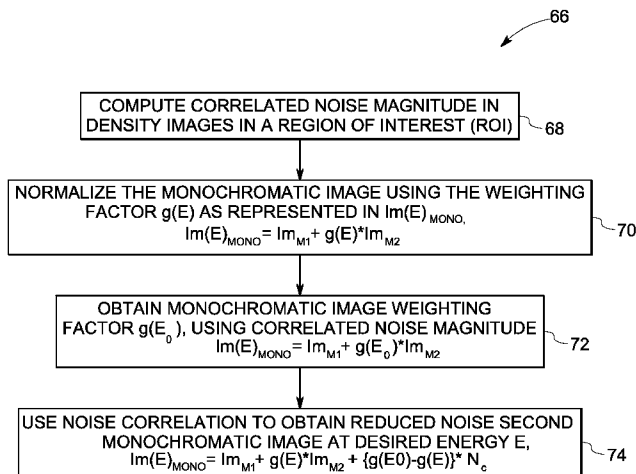 66
COMPUTE CORRELATED NOISE MAGNITUDE IN
DENSITY IMAGES IN A REGION OF INTEREST (ROI)
68
NORMALIZE THE MONOCHROMATIC IMAGE USING THE WEIGHTING
FACTOR g(E) AS REPRESENTED IN Im(E)MONO,
Im(E)MONO= ImM1+ g(E)*ImM2
70
OBTAIN MONOCHROMATIC IMAGE WEIGHTING
FACTOR g(E0), USING CORRELATED NOISE MAGNITUDE
Im(E)MONO= ImM1+ g(E0)*ImM2
72
USE NOISE CORRELATION TO OBTAIN REDUCED NOISE SECOND
MONOCHROMATIC IMAGE AT DESIRED ENERGY E,
Im(E)MONO= ImM1+ g(E)*ImM2 + {g(E0)-g(E)}* Nc
74